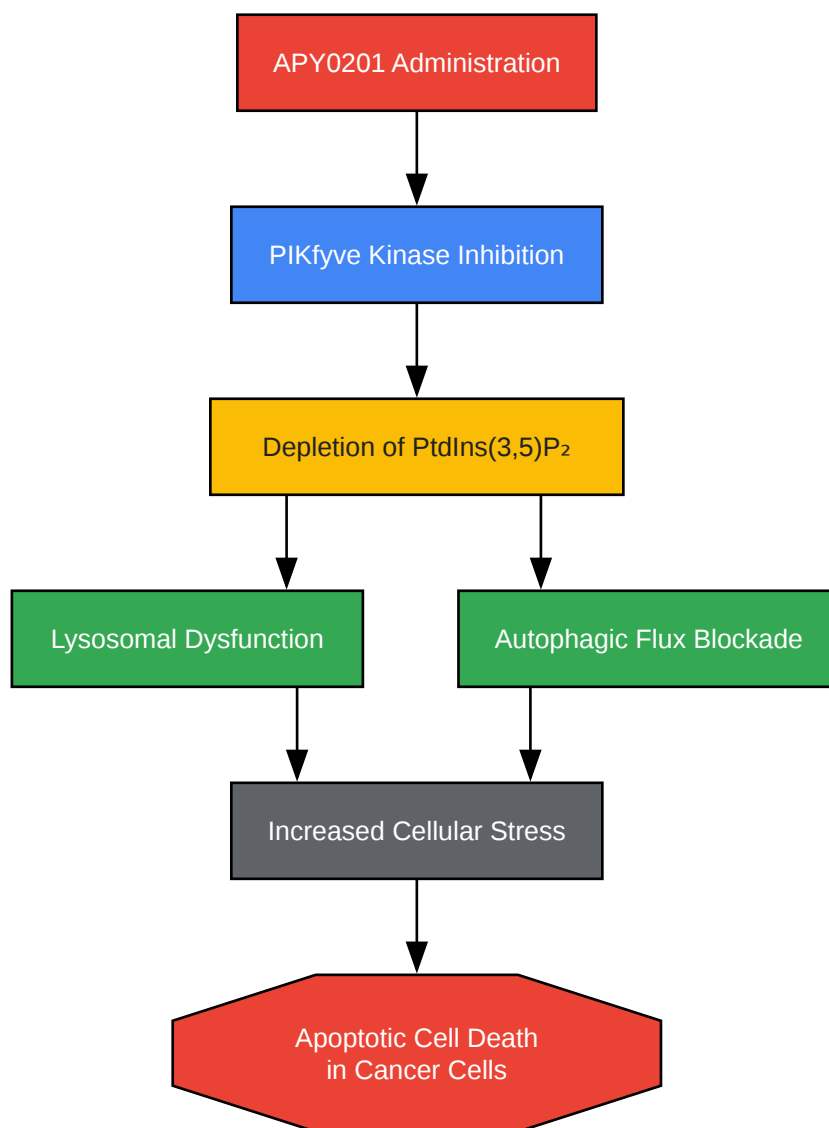 APY0201 Administration
PIKfyve Kinase Inhibition
Depletion of PtdIns(3,5)P₂
Lysosomal Dysfunction
Autophagic Flux Blockade
Increased Cellular Stress
Apoptotic Cell Death
in Cancer Cells